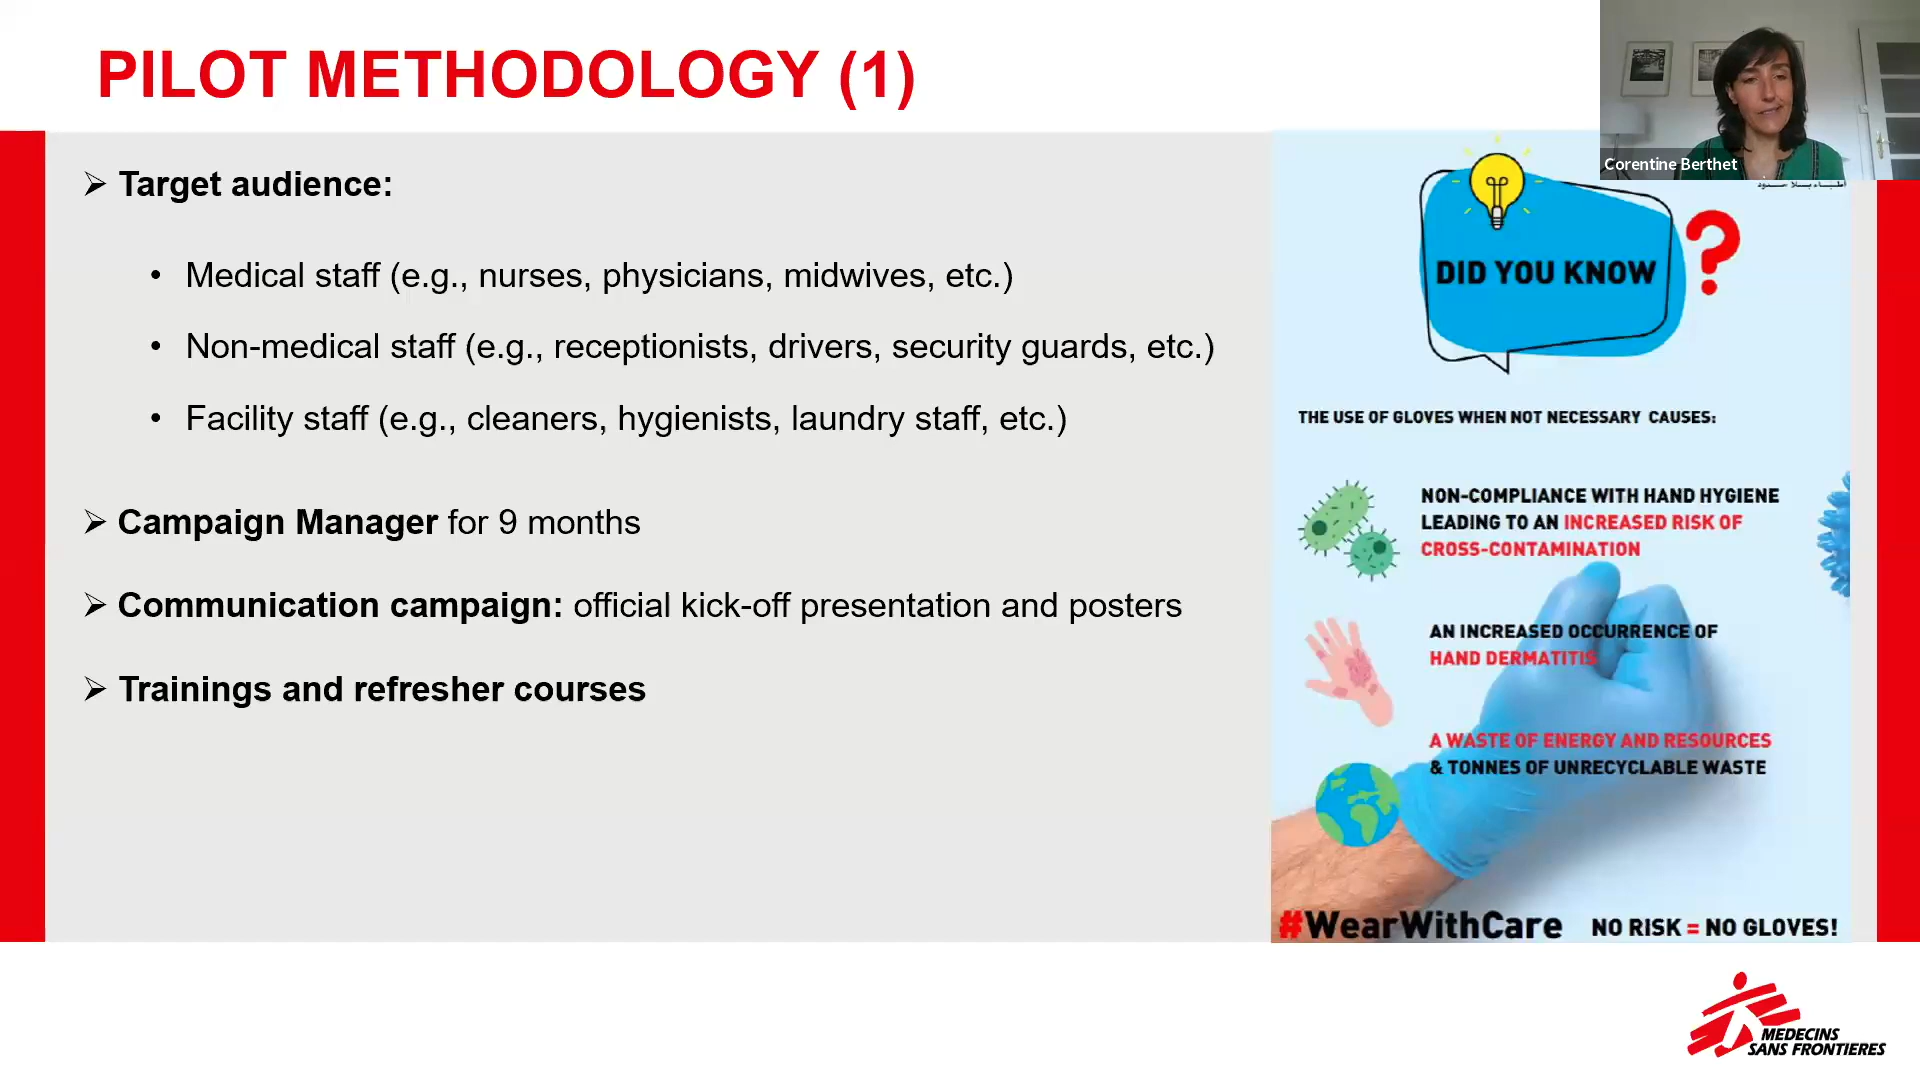 PILOT METHODOLOGY (1)
Corentine Berthet
أطباء بلا حدود
➢ Target audience:
• Medical staff (e.g., nurses, physicians, midwives, etc.)
• Non-medical staff (e.g., receptionists, drivers, security guards, etc.)
• Facility staff (e.g., cleaners, hygienists, laundry staff, etc.)
➢ Campaign Manager for 9 months
➢ Communication campaign: official kick-off presentation and posters
➢ Trainings and refresher courses
DID YOU KNOW
?
THE USE OF GLOVES WHEN NOT NECESSARY CAUSES:
NON-COMPLIANCE WITH HAND HYGIENE
LEADING TO AN INCREASED RISK OF
CROSS-CONTAMINATION
AN INCREASED OCCURRENCE OF
HAND DERMATITIS
A WASTE OF ENERGY AND RESOURCES
& TONNES OF UNRECYCLABLE WASTE
#WearWithCare NO RISK = NO GLOVES!
MEDECINS
SANS FRONTIERES